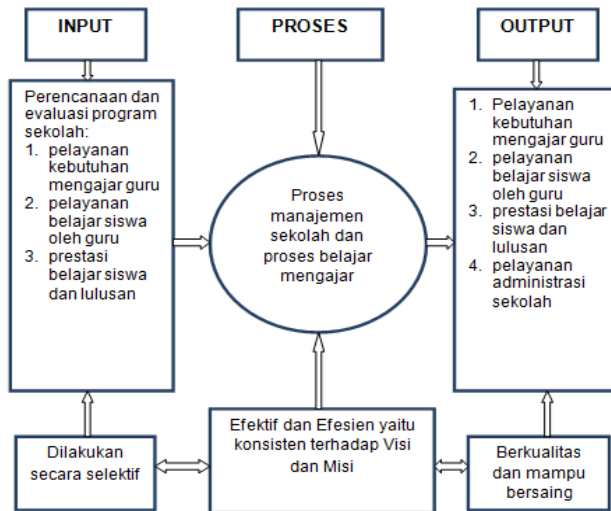 INPUT
PROSES
OUTPUT
Perencanaan dan
evaluasi program
sekolah:
1. pelayanan
kebutuhan
mengajar guru
2. pelayanan
belajar siswa
oleh guru
3. prestasi
belajar siswa
dan lulusan
Proses
manajemen
sekolah dan
proses belajar
mengajar
1. Pelayanan
kebutuhan
mengajar guru
2. pelayanan
belajar siswa
oleh guru
3. prestasi belajar
siswa dan
lulusan
4. pelayanan
administrasi
sekolah
Dilakukan
secara selektif
Efektif dan Efesien yaitu
konsisten terhadap Visi
dan Misi
Berkualitas
dan mampu
bersaing